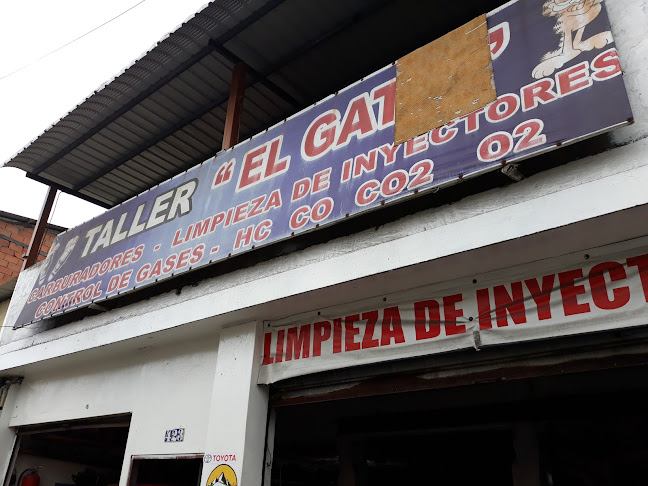 TALLER "EL GAT
CARBURADORES - LIMPIEZA DE INYECTORES
CONTROL DE GASES - HC CO CO2 O2
LIMPIEZA DE INYECT
TOYOTA